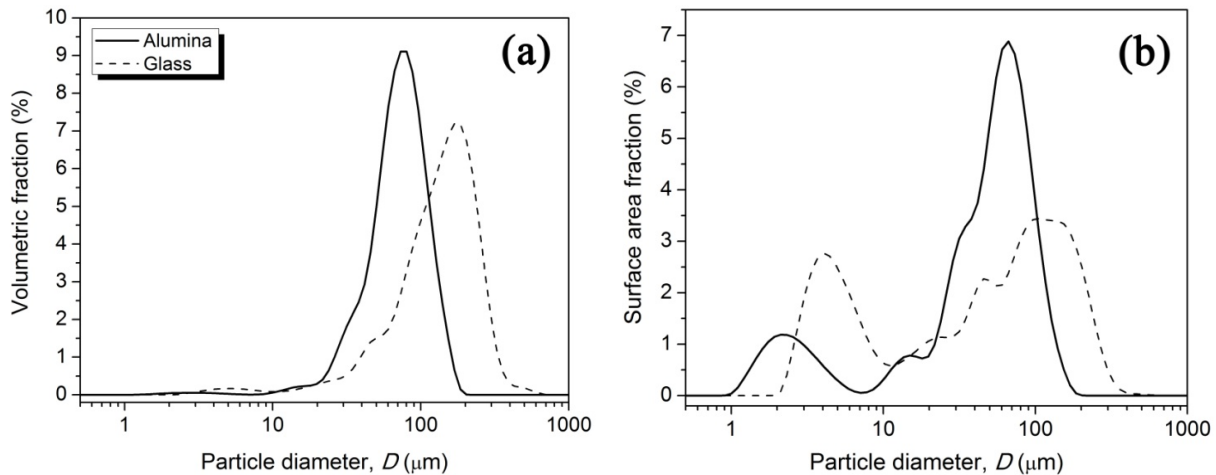 10
9
8
7
6
5
4
3
2
1
0
Volumetric fraction (%)
Alumina
Glass
(a)
1 10 100 1000
Particle diameter, D (μm)
7
6
5
4
3
2
1
0
Surface area fraction (%)
(b)
1 10 100 1000
Particle diameter, D (μm)